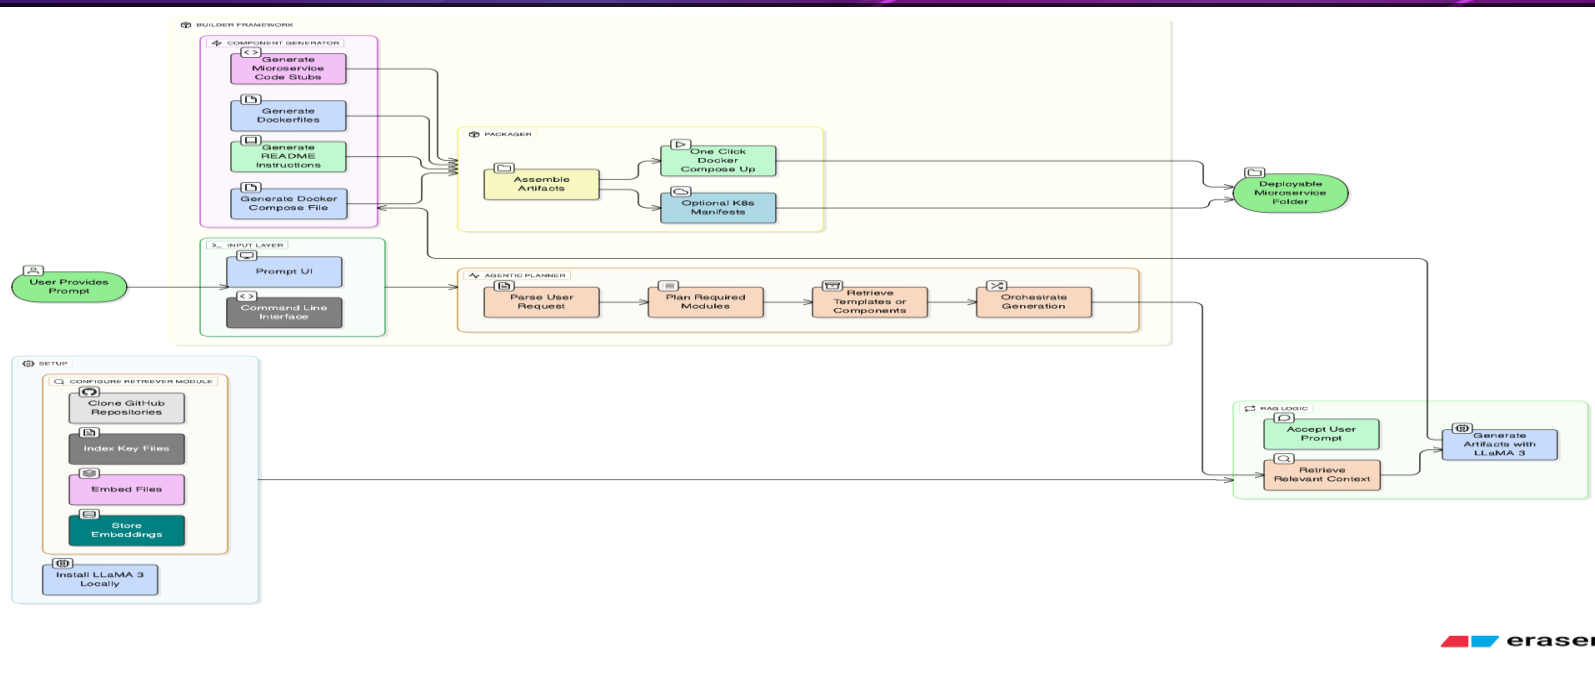 BUILDER FRAMEWORK
COMPONENT GENERATOR
Generate
Microservice
Code Stubs
Generate
Dockerfiles
Generate
README
Instructions
Generate Docker
Compose File
PACKAGER
Assemble
Artifacts
One Click
Docker
Compose Up
Optional K8s
Manifests
Deployable
Microservice
Folder
User Provides
Prompt
INPUT LAYER
Prompt UI
Command Line
Interface
AGENTIC PLANNER
Parse User
Request
Plan Required
Modules
Retrieve
Templates or
Components
Orchestrate
Generation
SETUP
CONFIGURE RETRIEVER MODULE
Clone GitHub
Repositories
Index Key Files
Embed Files
Store
Embeddings
Install LLaMA 3
Locally
RAG LOGIC
Accept User
Prompt
Retrieve
Relevant Context
Generate
Artifacts with
LLaMA 3
eraser